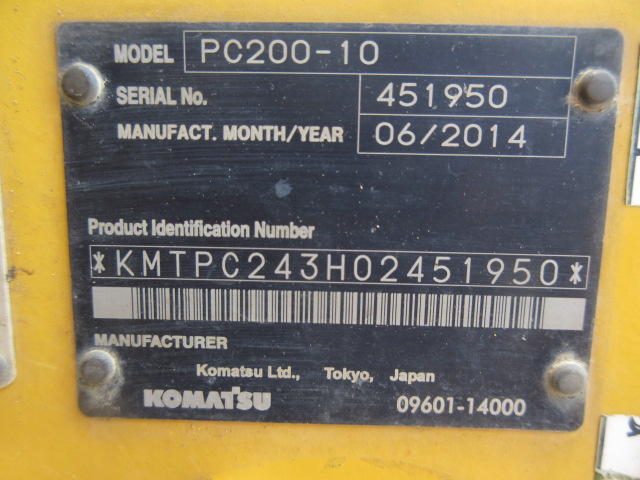 MODEL PC200-10
SERIAL No. 451950
MANUFACT. MONTH/YEAR 06/2014
Product Identification Number
*KMTPC243H02451950*
MANUFACTURER
Komatsu Ltd., Tokyo, Japan
KOMATSU 09601-14000